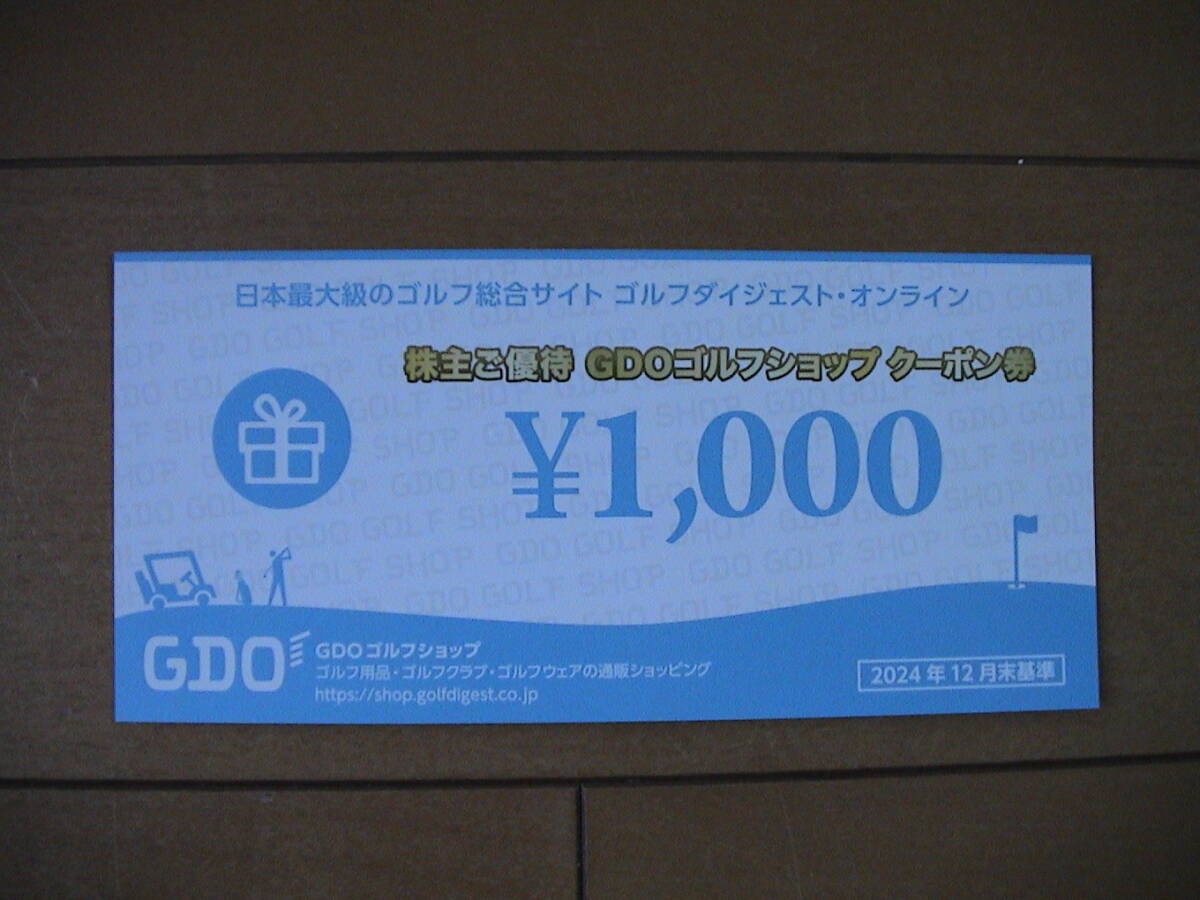 日本最大級のゴルフ総合サイト ゴルフダイジェスト・オンライン
株主ご優待 GDOゴルフショップ クーポン券
¥1,000
GDO
GDOゴルフショップ
ゴルフ用品・ゴルフクラブ・ゴルフウェアの通販ショッピング
https://shop.golfdigest.co.jp
2024年12月末基準